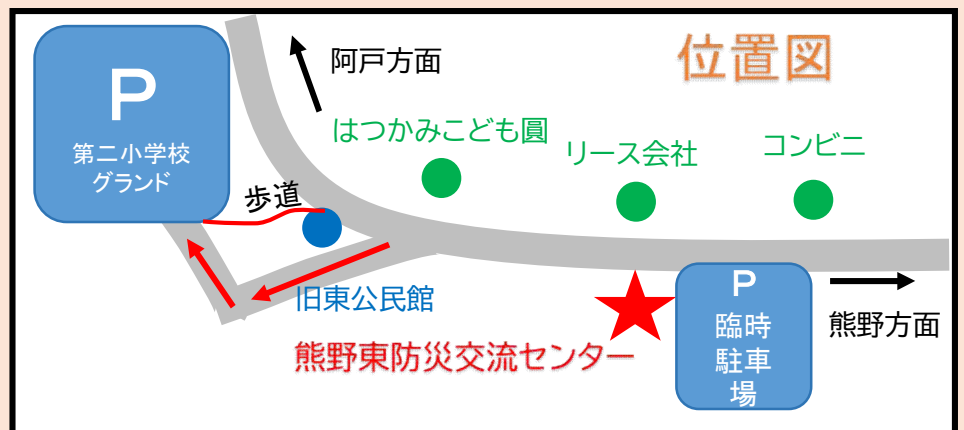 位置図
阿戸方面
P
第二小学校
グランド
はつかみこども圓
リース会社
コンビニ
歩道
旧東公民館
熊野東防災交流センター
P
臨時
駐車
場
熊野方面